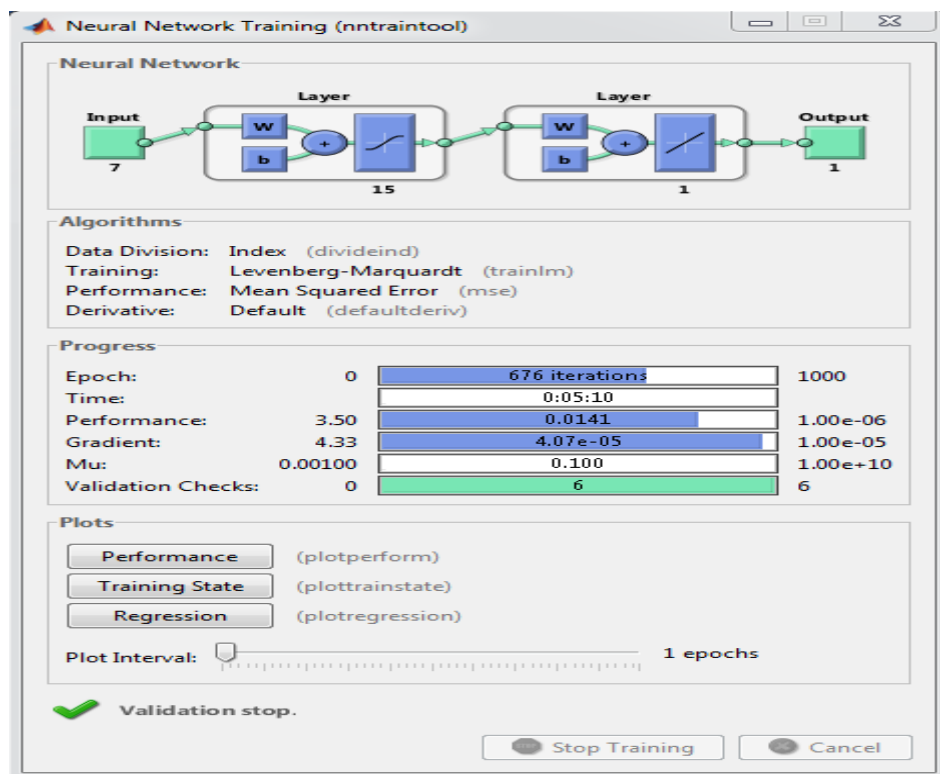 Neural Network Training (nntraintool)
Neural Network
Layer
Layer
Input
Output
W
W
b
b
+
+
7
15
1
1
Algorithms
Data Division: Index (divideind)
Training: Levenberg-Marquardt (trainlm)
Performance: Mean Squared Error (mse)
Derivative: Default (defaultderiv)
Progress
Epoch: 0 676 iterations 1000
Time: 0:05:10
Performance: 3.50 0.0141 1.00e-06
Gradient: 4.33 4.07e-05 1.00e-05
Mu: 0.00100 0.100 1.00e+10
Validation Checks: 0 6 6
Plots
Performance (plotperform)
Training State (plottrainstate)
Regression (plotregression)
Plot Interval: 1 epochs
Validation stop.
Stop Training Cancel